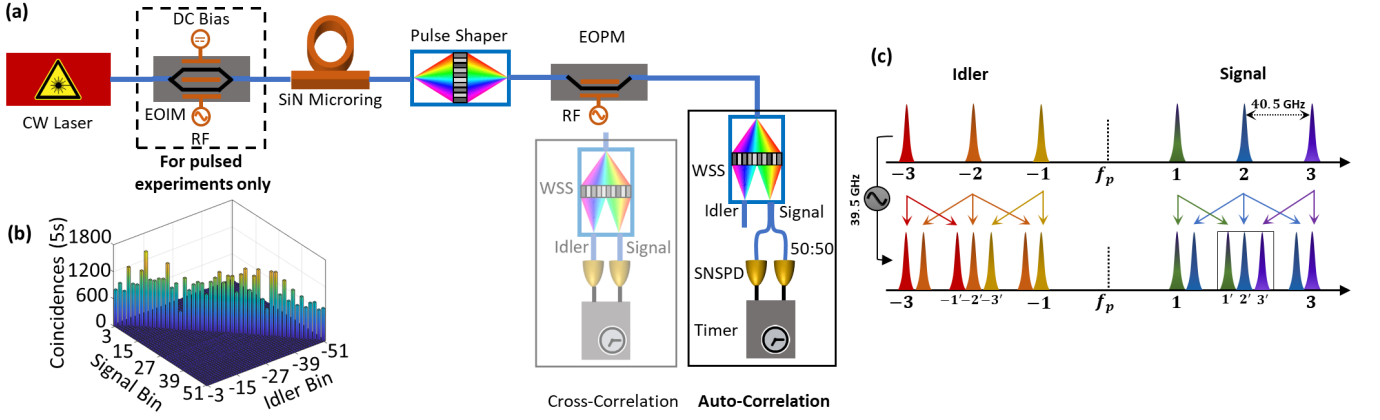 (a)
DC Bias
CW Laser
EOIM
RF
For pulsed
experiments only
SiN Microring
Pulse Shaper
EOPM
RF
WSS
Idler
Signal
Cross-Correlation
WSS
Idler
Signal
50:50
SNSPD
Timer
Auto-Correlation
(b)
Coincidences (5s)
1800
1200
600
0
3
15
27
39
51
Signal Bin
-3
-15
-27
-39
-51
Idler Bin
(c)
Idler
Signal
40.5 GHz
−3
−2
−1
fₚ
1
2
3
39.5 GHz
−3
−1′
−2′
−3′
−1
fₚ
1
1′
2′
3′
3